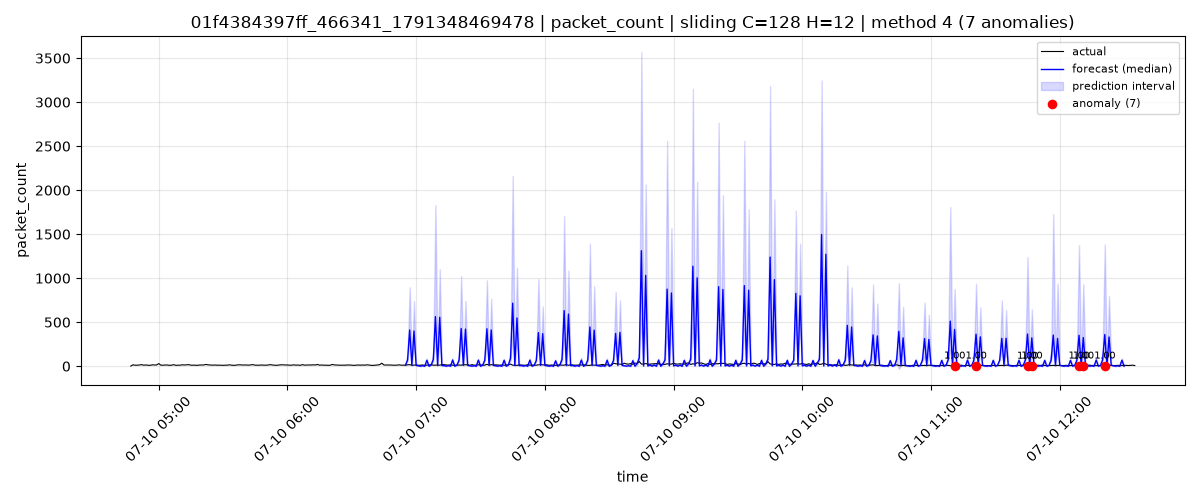 01f4384397ff_466341_1791348469478 | packet_count | sliding C=128 H=12 | method 4 (7 anomalies)
actual
forecast (median)
prediction interval
anomaly (7)
packet_count
3500
3000
2500
2000
1500
1000
500
0
1.00
07-10 05:00
07-10 06:00
07-10 07:00
07-10 08:00
07-10 09:00
07-10 10:00
07-10 11:00
07-10 12:00
time